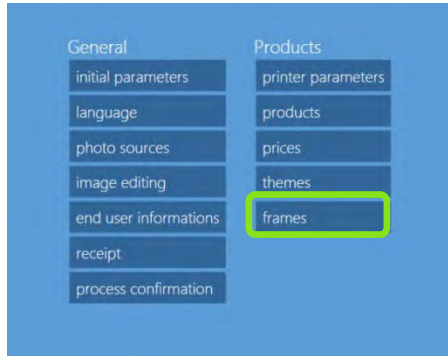 General
initial parameters
language
photo sources
image editing
end user informations
receipt
process confirmation
Products
printer parameters
products
prices
themes
frames